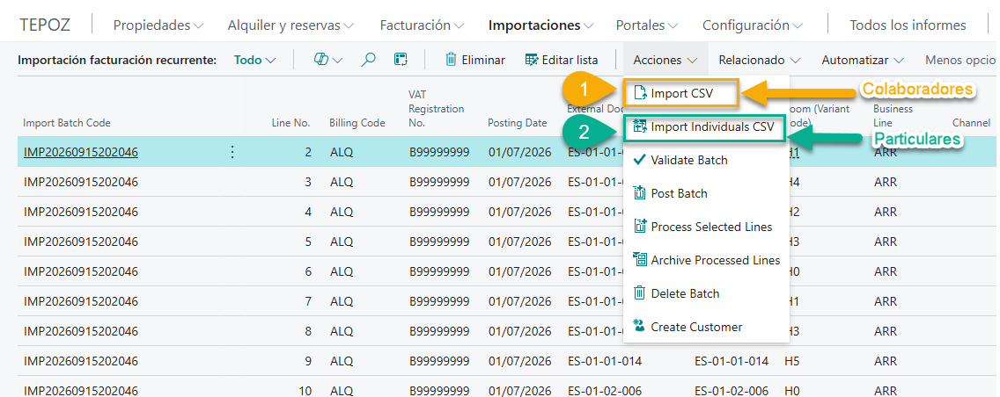 TEPOZ Propiedades Alquiler y reservas Facturación Importaciones Portales Configuración Todos los informes
Importación facturación recurrente: Todo Eliminar Editar lista Acciones Relacionado Automatizar Menos opcio
Import Batch Code Line No. Billing Code VAT Registration No. Posting Date External Doc oom (Variant ode) Business Line Channel
1 Import CSV Colaboradores
2 Import Individuals CSV Particulares
Validate Batch
Post Batch
Process Selected Lines
Archive Processed Lines
Delete Batch
Create Customer
IMP20260915202046 2 ALQ B99999999 01/07/2026 ES-01-01-0 H1 ARR
IMP20260915202046 3 ALQ B99999999 01/07/2026 ES-01-01-0 H4 ARR
IMP20260915202046 4 ALQ B99999999 01/07/2026 ES-01-01-0 H2 ARR
IMP20260915202046 5 ALQ B99999999 01/07/2026 ES-01-01-0 H3 ARR
IMP20260915202046 6 ALQ B99999999 01/07/2026 ES-01-01-0 H0 ARR
IMP20260915202046 7 ALQ B99999999 01/07/2026 ES-01-01-0 H1 ARR
IMP20260915202046 8 ALQ B99999999 01/07/2026 ES-01-01-0 H3 ARR
IMP20260915202046 9 ALQ B99999999 01/07/2026 ES-01-01-014 ES-01-01-014 H5 ARR
IMP20260915202046 10 ALQ B99999999 01/07/2026 ES-01-02-006 ES-01-02-006 H0 ARR